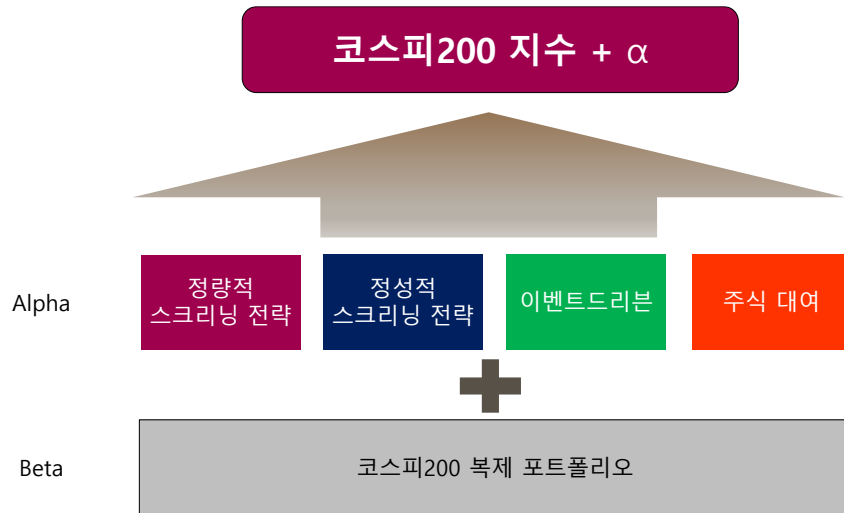 코스피200 지수 + α
Alpha
정량적
스크리닝 전략
정성적
스크리닝 전략
이벤트드리븐
주식 대여
Beta
코스피200 복제 포트폴리오